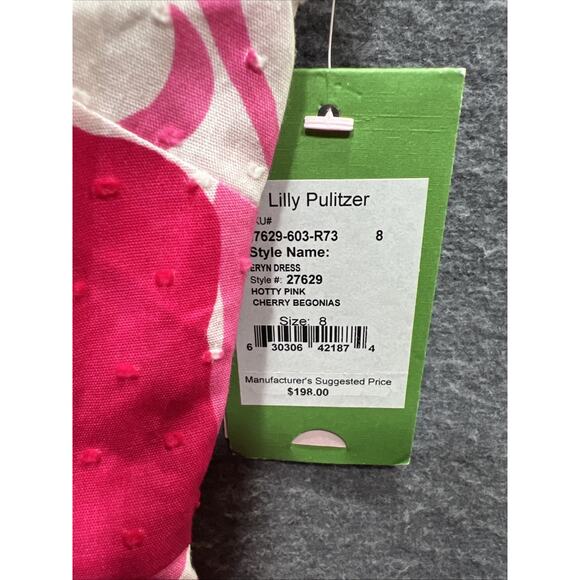 Lilly Pulitzer
KU#
7629-603-R73 8
Style Name:
ERYN DRESS
Style #: 27629
HOTTY PINK
CHERRY BEGONIAS
Size: 8
6 30306 42187 4
Manufacturer's Suggested Price
$198.00